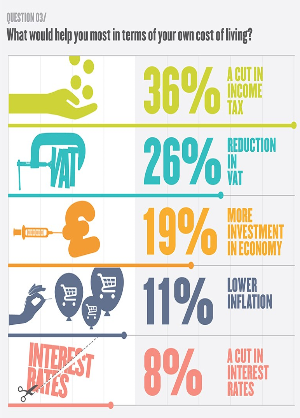 QUESTION 03/
What would help you most in terms of your own cost of living?
36%
A CUT IN
INCOME
TAX
VAT
26%
REDUCTION
IN
VAT
19%
MORE
INVESTMENT
IN ECONOMY
11%
LOWER
INFLATION
INTEREST
RATES
8%
A CUT IN
INTEREST
RATES